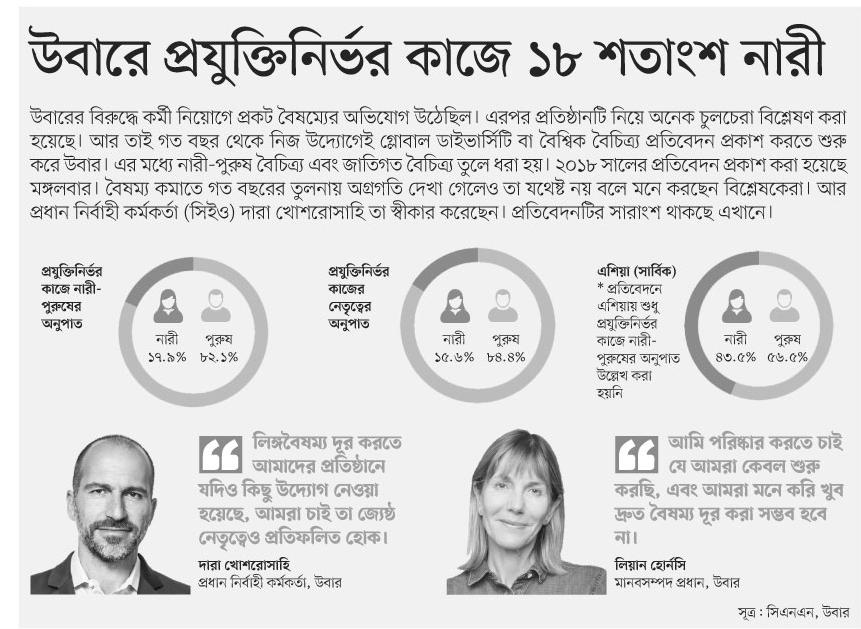 উবারে প্রযুক্তিনির্ভর কাজে ১৮ শতাংশ নারী
উবারের বিরুদ্ধে কর্মী নিয়োগে প্রকট বৈষম্যের অভিযোগ উঠেছিল। এরপর প্রতিষ্ঠানটি নিয়ে অনেক চুলচেরা বিশ্লেষণ করা
হয়েছে। আর তাই গত বছর থেকে নিজ উদ্যোগেই গ্লোবাল ডাইভার্সিটি বা বৈশ্বিক বৈচিত্র্য প্রতিবেদন প্রকাশ করতে শুরু
করে উবার। এর মধ্যে নারী-পুরুষ বৈচিত্র্য এবং জাতিগত বৈচিত্র্য তুলে ধরা হয়। ২০১৮ সালের প্রতিবেদন প্রকাশ করা হয়েছে
মঙ্গলবার। বৈষম্য কমাতে গত বছরের তুলনায় অগ্রগতি দেখা গেলেও তা যথেষ্ট নয় বলে মনে করছেন বিশ্লেষকেরা। আর
প্রধান নির্বাহী কর্মকর্তা (সিইও) দারা খোশরোসাহি তা স্বীকার করেছেন। প্রতিবেদনটির সারাংশ থাকছে এখানে।
প্রযুক্তিনির্ভর
কাজে নারী-
পুরুষের
অনুপাত
নারী পুরুষ
১৭.৯% ৮২.১%
প্রযুক্তিনির্ভর
কাজের
নেতৃত্বের
অনুপাত
নারী পুরুষ
১৫.৬% ৮৪.৪%
এশিয়া (সার্বিক)
* প্রতিবেদনে
এশিয়ায় শুধু
প্রযুক্তিনির্ভর
কাজে নারী-
পুরুষের অনুপাত
উল্লেখ করা
হয়নি
নারী পুরুষ
৪৩.৫% ৫৬.৫%
লিঙ্গবৈষম্য দূর করতে
আমাদের প্রতিষ্ঠানে
যদিও কিছু উদ্যোগ নেওয়া
হয়েছে, আমরা চাই তা জ্যেষ্ঠ
নেতৃত্বেও প্রতিফলিত হোক।
দারা খোশরোসাহি
প্রধান নির্বাহী কর্মকর্তা, উবার
আমি পরিষ্কার করতে চাই
যে আমরা কেবল শুরু
করছি, এবং আমরা মনে করি খুব
দ্রুত বৈষম্য দূর করা সম্ভব হবে
না।
লিয়ান হোর্নসি
মানবসম্পদ প্রধান, উবার
সূত্র : সিএনএন, উবার